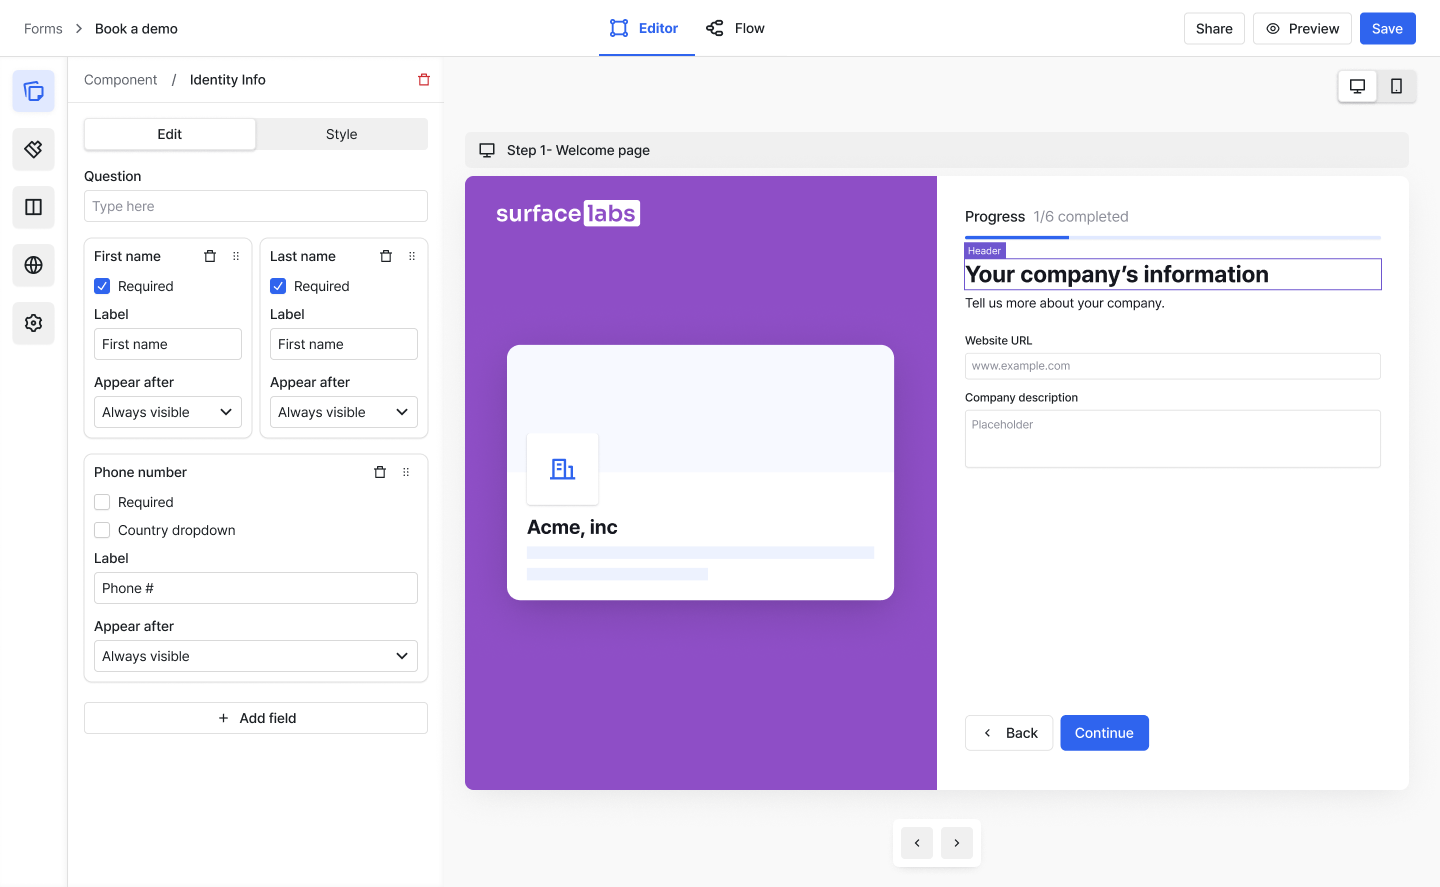 Forms
Book a demo
Editor
Flow
Share
Preview
Save
Component / Identity Info
Edit
Style
Question
Type here
First name
Required
Label
First name
Appear after
Always visible
Last name
Required
Label
First name
Appear after
Always visible
Phone number
Required
Country dropdown
Label
Phone #
Appear after
Always visible
+ Add field
Step 1- Welcome page
surface labs
Acme, inc
Progress 1/6 completed
Header
Your company’s information
Tell us more about your company.
Website URL
www.example.com
Company description
Placeholder
Back
Continue